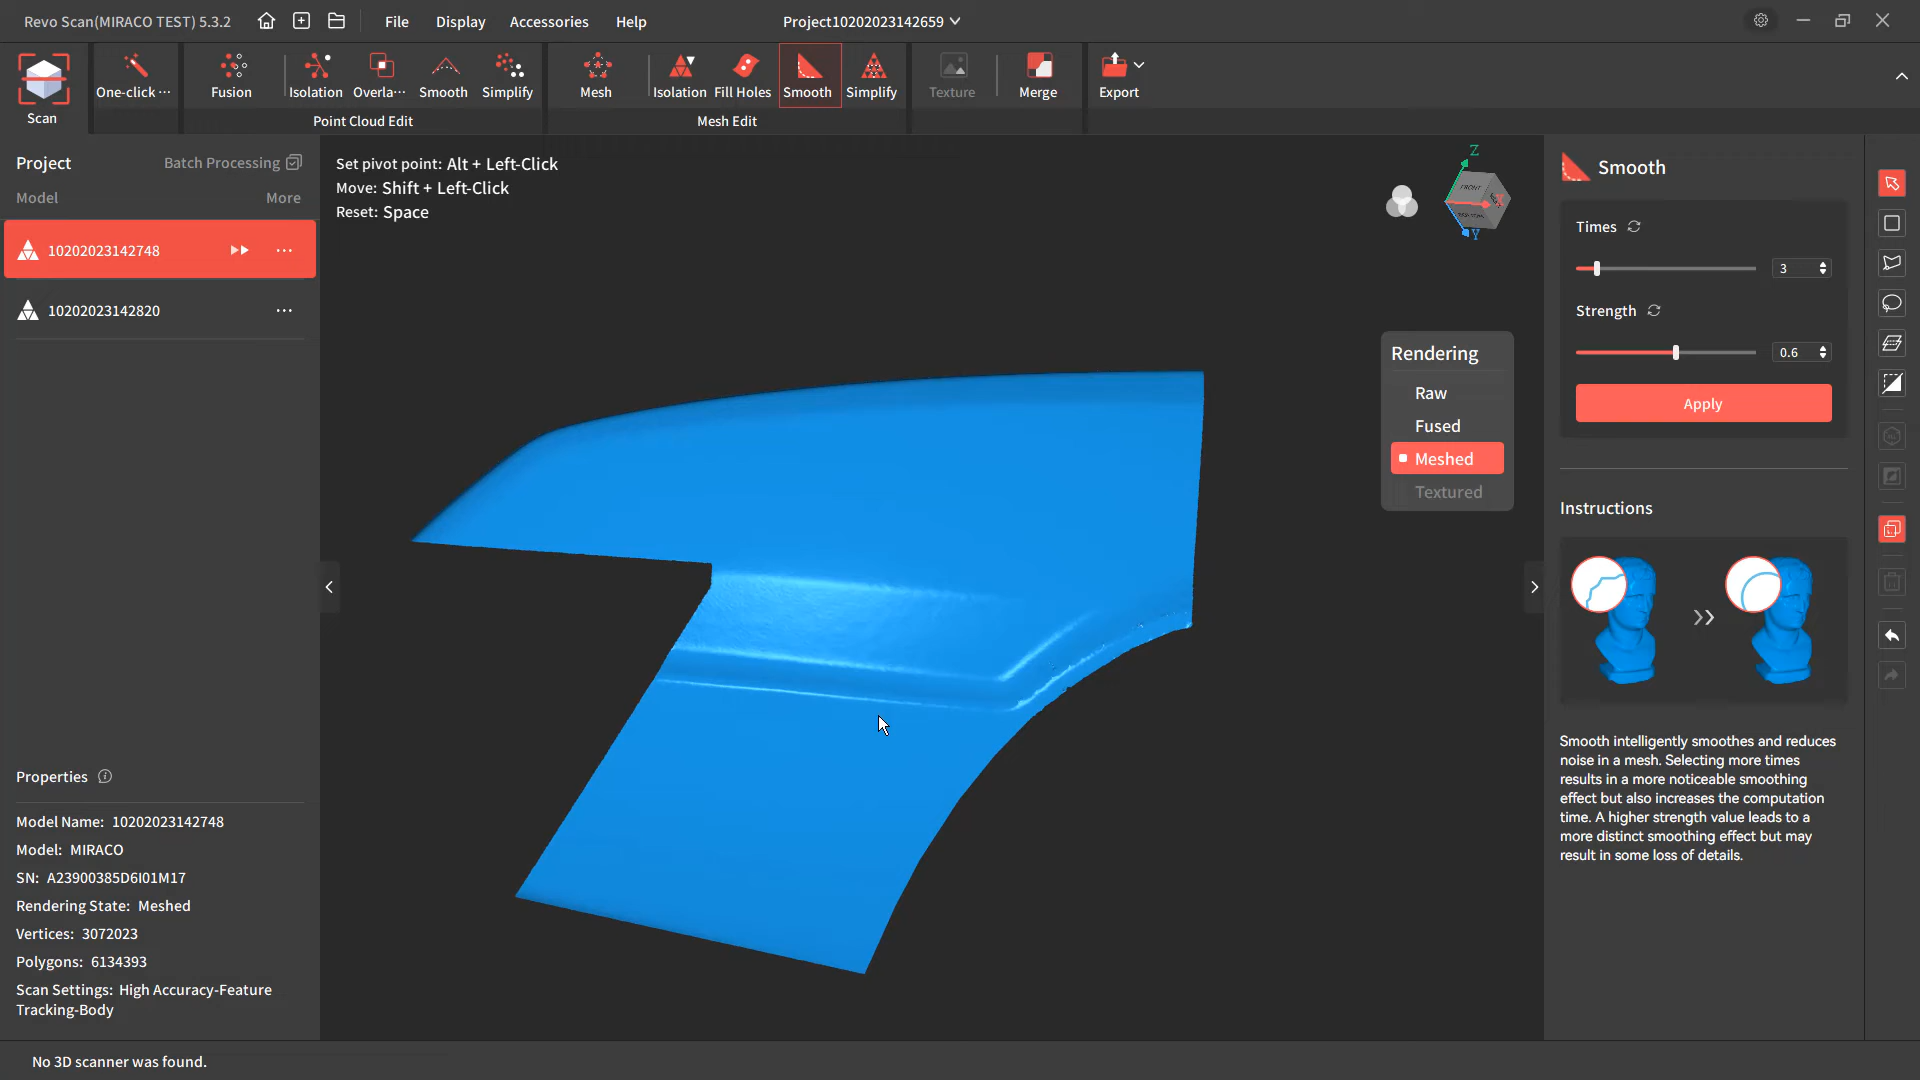 Revo Scan(MIRACO TEST) 5.3.2
File
Display
Accessories
Help
Project10202023142659
Scan
One-click ···
Fusion
Isolation
Overla···
Smooth
Simplify
Point Cloud Edit
Mesh
Isolation
Fill Holes
Smooth
Simplify
Mesh Edit
Texture
Merge
Export
Project
Batch Processing
Model
More
10202023142748
10202023142820
Set pivot point: Alt + Left-Click
Move: Shift + Left-Click
Reset: Space
Z
FRONT
X
Y
Rendering
Raw
Fused
Meshed
Textured
Smooth
Times
3
Strength
0.6
Apply
Instructions
Smooth intelligently smoothes and reduces
noise in a mesh. Selecting more times
results in a more noticeable smoothing
effect but also increases the computation
time. A higher strength value leads to a
more distinct smoothing effect but may
result in some loss of details.
Properties
Model Name: 10202023142748
Model: MIRACO
SN: A23900385D6I01M17
Rendering State: Meshed
Vertices: 3072023
Polygons: 6134393
Scan Settings: High Accuracy-Feature
Tracking-Body
No 3D scanner was found.